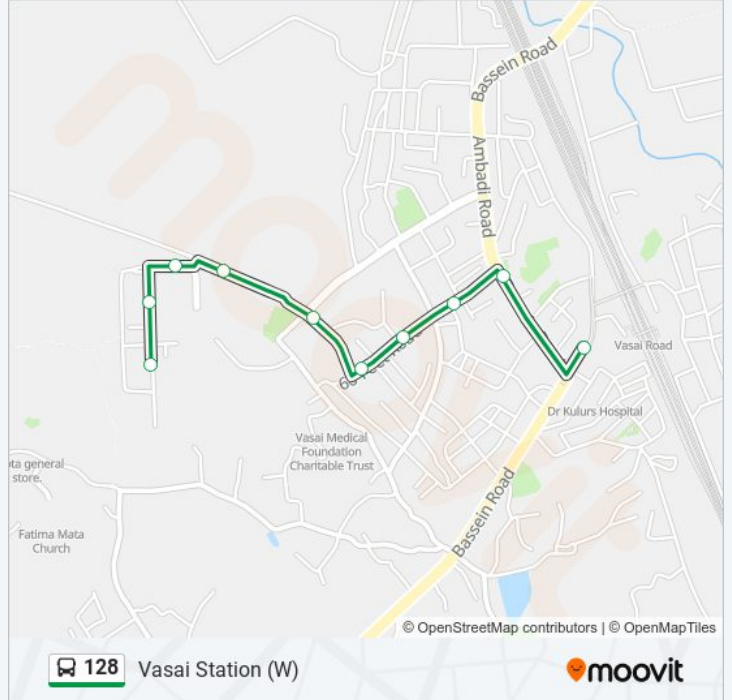 Bassein Road
Ambadi Road
Vasai Road
Dr Kulurs Hospital
Vasai Medical
Foundation
Charitable Trust
ta general
store.
Fatima Mata
Church
Bassein Road
© OpenStreetMap contributors | © OpenMapTiles
128
Vasai Station (W)
moovit